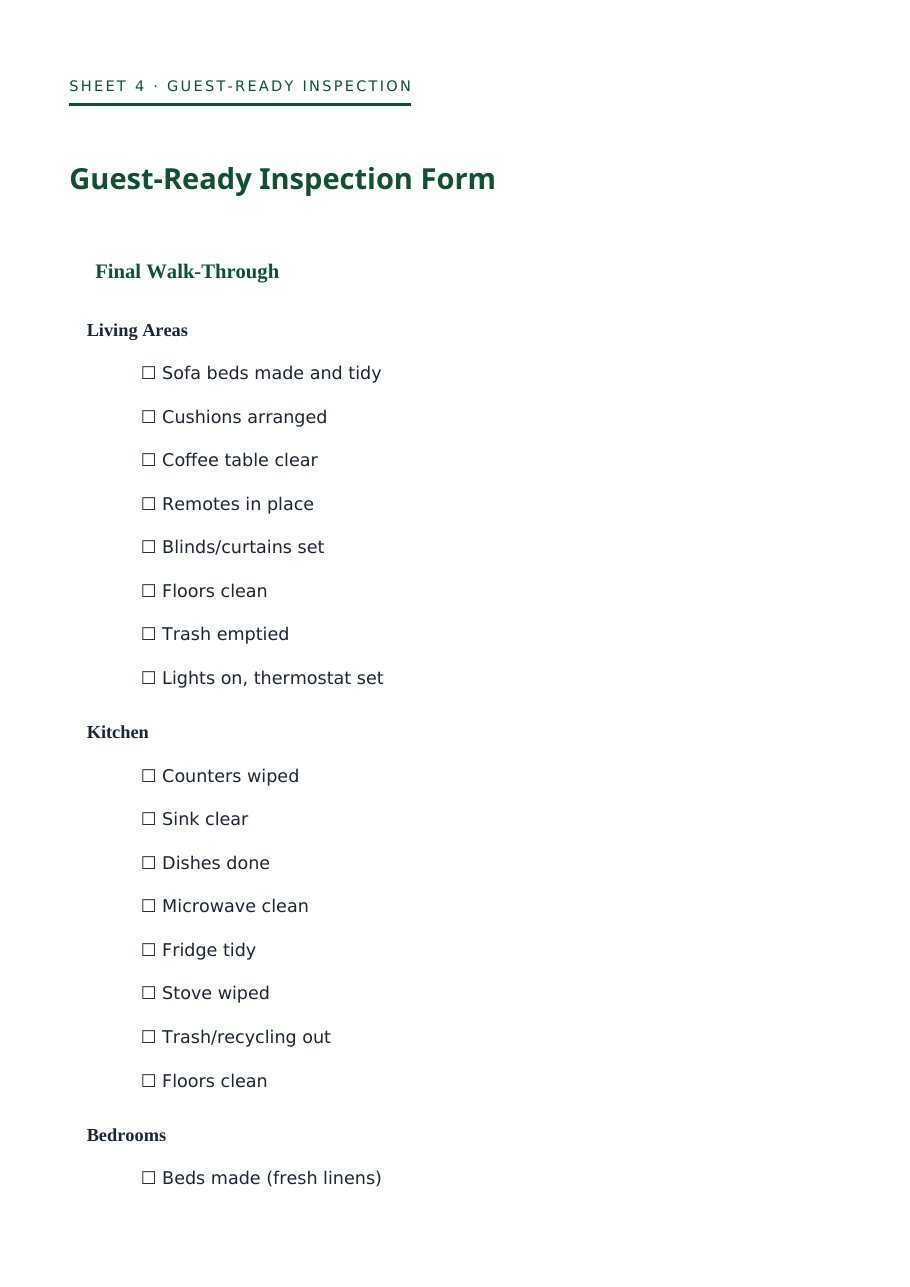 SHEET 4 · GUEST-READY INSPECTION
Guest-Ready Inspection Form
Final Walk-Through
Living Areas
☐ Sofa beds made and tidy
☐ Cushions arranged
☐ Coffee table clear
☐ Remotes in place
☐ Blinds/curtains set
☐ Floors clean
☐ Trash emptied
☐ Lights on, thermostat set
Kitchen
☐ Counters wiped
☐ Sink clear
☐ Dishes done
☐ Microwave clean
☐ Fridge tidy
☐ Stove wiped
☐ Trash/recycling out
☐ Floors clean
Bedrooms
☐ Beds made (fresh linens)